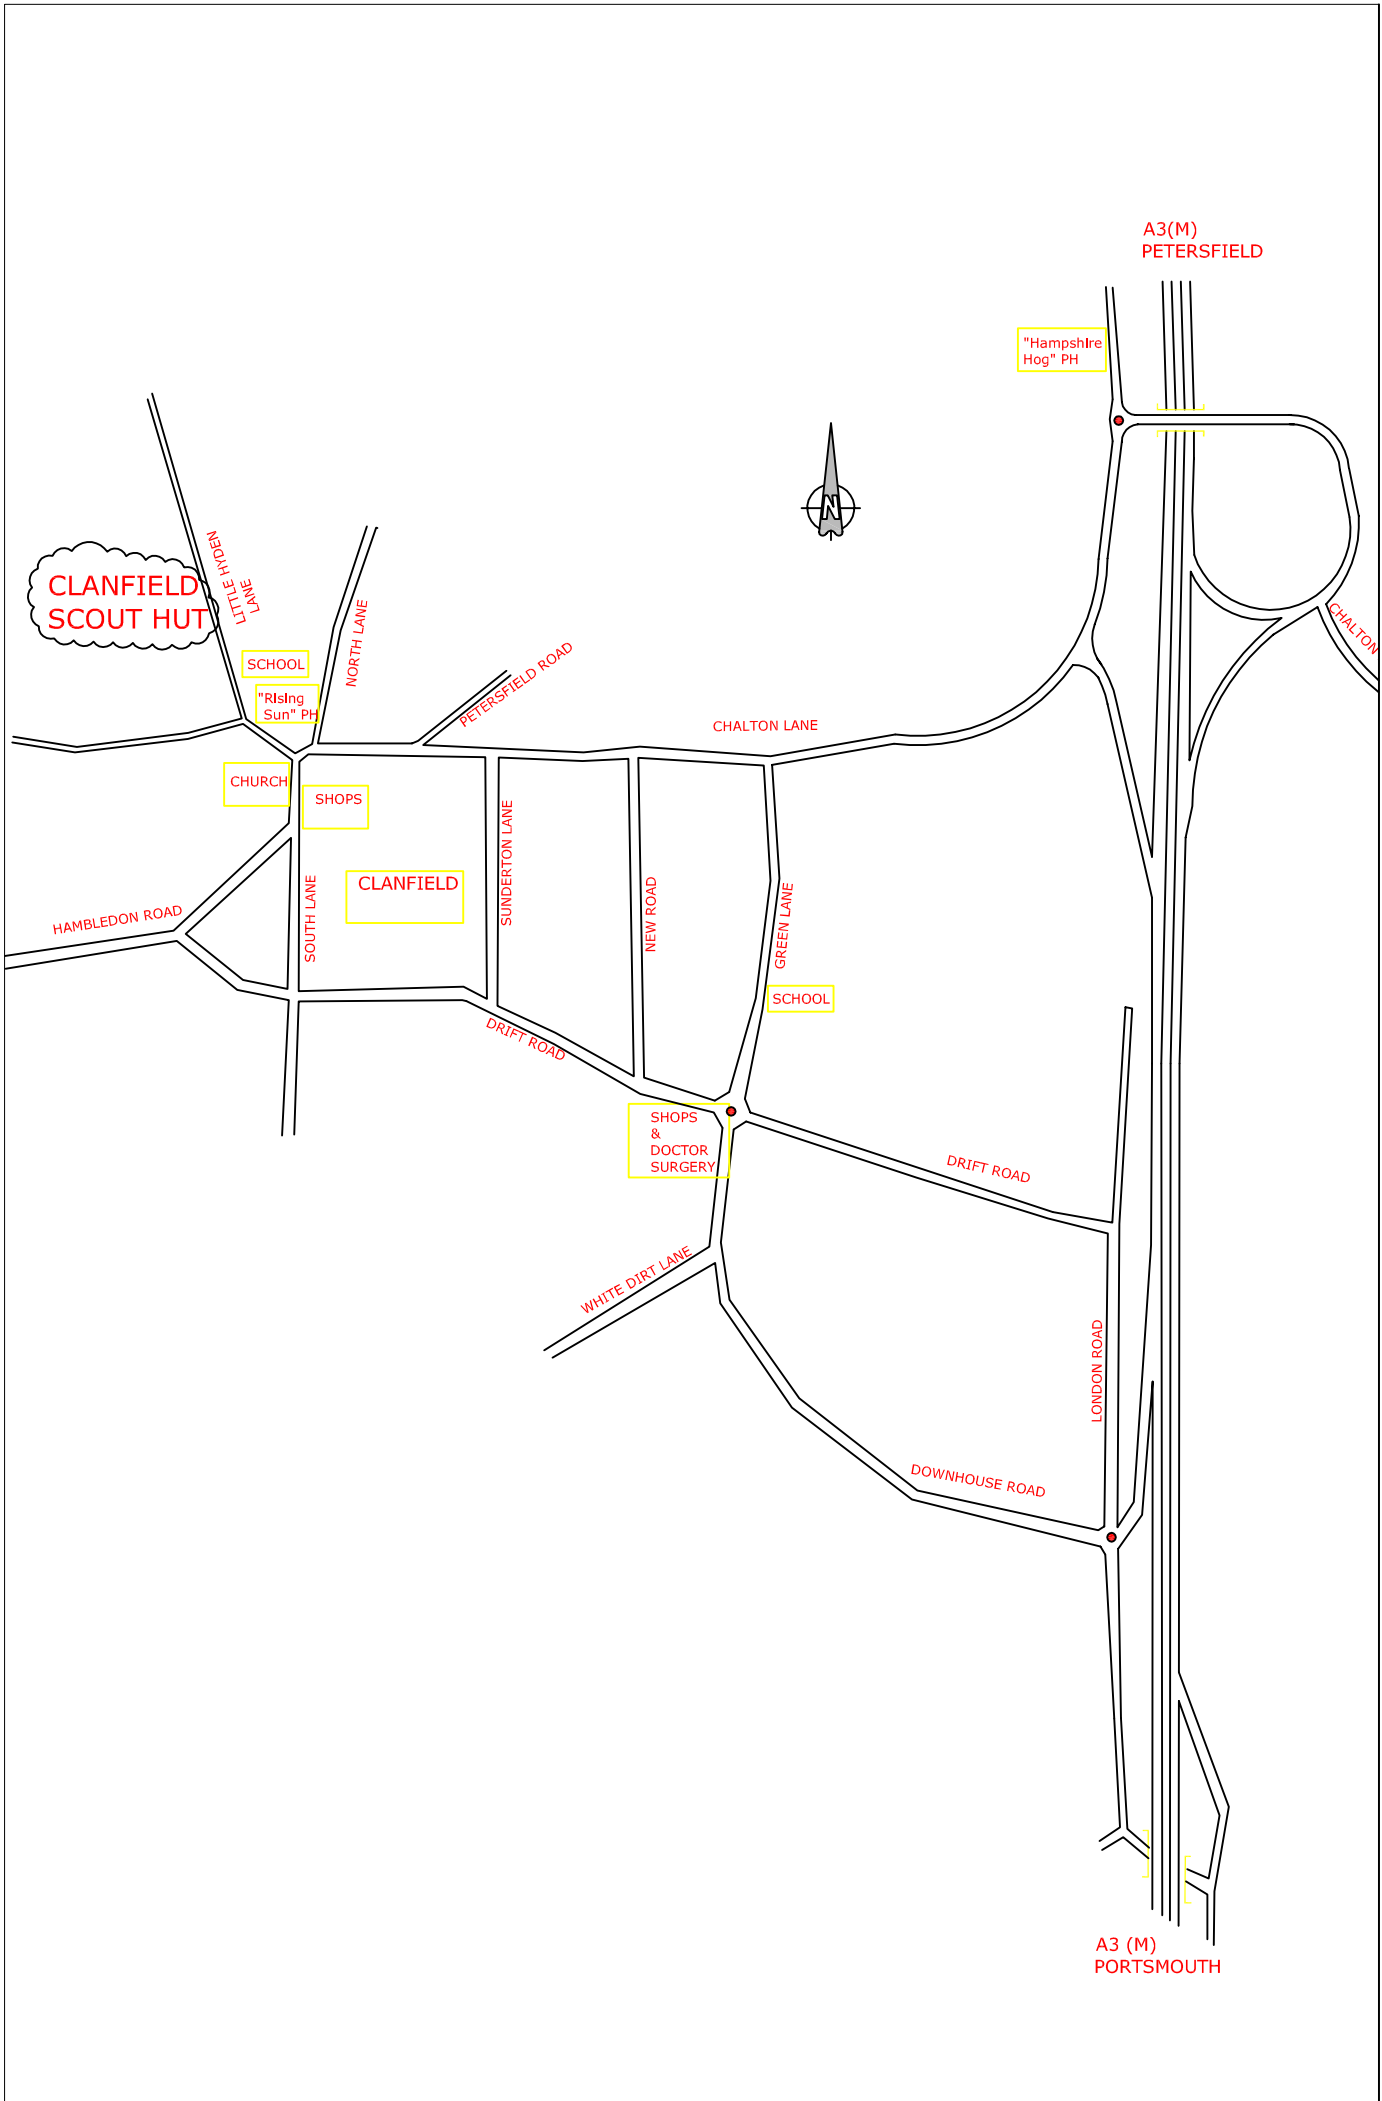 A3(M)
PETERSFIELD
"Hampshire
Hog" PH
N
LITTLE HYDEN
LANE
CLANFIELD
SCOUT HUT
NORTH LANE
CHALTON
SCHOOL
"Rising
Sun" PH
PETERSFIELD ROAD
CHALTON LANE
CHURCH
SHOPS
SUNDERTON LANE
CLANFIELD
HAMBLEDON ROAD
SOUTH LANE
NEW ROAD
GREEN LANE
SCHOOL
DRIFT ROAD
SHOPS
&
DOCTOR
SURGERY
DRIFT ROAD
WHITE DIRT LANE
LONDON ROAD
DOWNHOUSE ROAD
A3 (M)
PORTSMOUTH